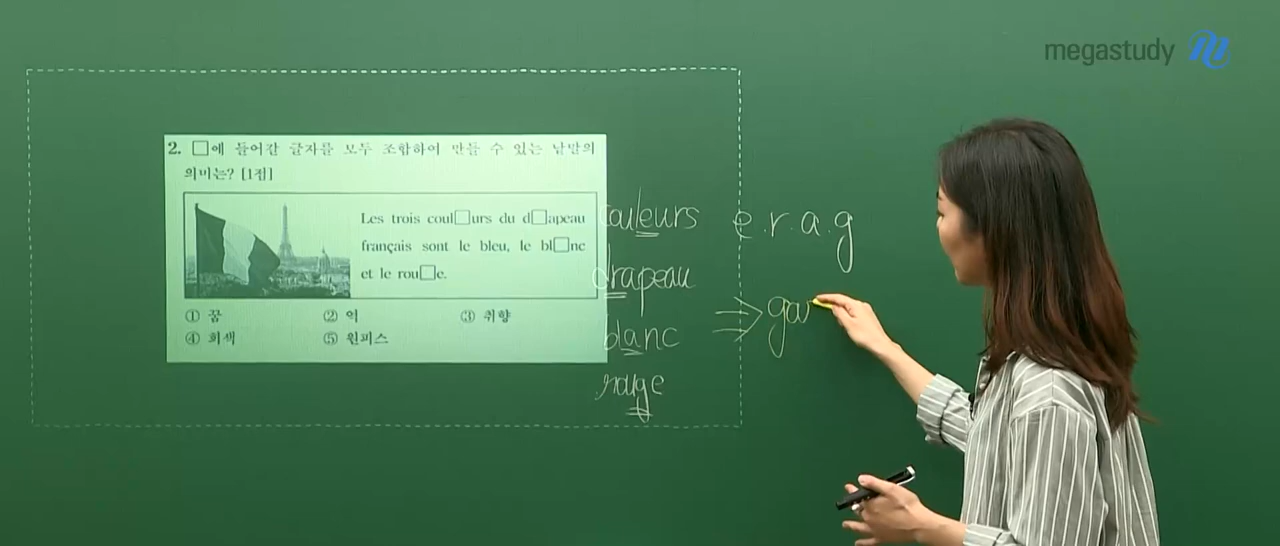 megastudy
2. □에 들어갈 글자를 모두 조합하여 만들 수 있는 낱말의
의미는? [1점]
Les trois coul□urs du d□apeau
français sont le bleu, le bl□nc
et le rou□e.
① 꿈 ② 역 ③ 취향
④ 회색 ⑤ 원피스
couleurs e.r.a.g
drapeau
blanc ⇒ gar
rouge